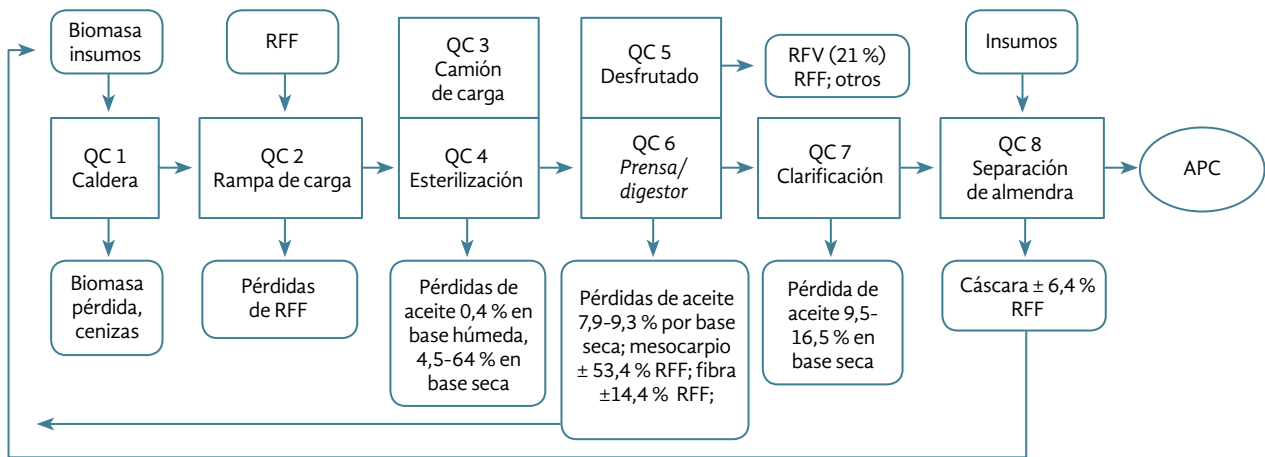 Biomasa
insumos
RFF
QC 3
Camión
de carga
QC 5
Desfrutado
RFV (21 %)
RFF; otros
Insumos
QC 1
Caldera
QC 2
Rampa de carga
QC 4
Esterilización
QC 6
Prensa/
digestor
QC 7
Clarificación
QC 8
Separación
de almendra
APC
Biomasa
pérdida,
cenizas
Pérdidas
de RFF
Pérdidas de
aceite 0,4 % en
base húmeda,
4,5-64 % en
base seca
Pérdidas de aceite
7,9-9,3 % por base
seca; mesocarpio
± 53,4 % RFF; fibra
±14,4 % RFF;
Pérdida de
aceite 9,5-
16,5 % en
base seca
Cáscara ± 6,4 %
RFF